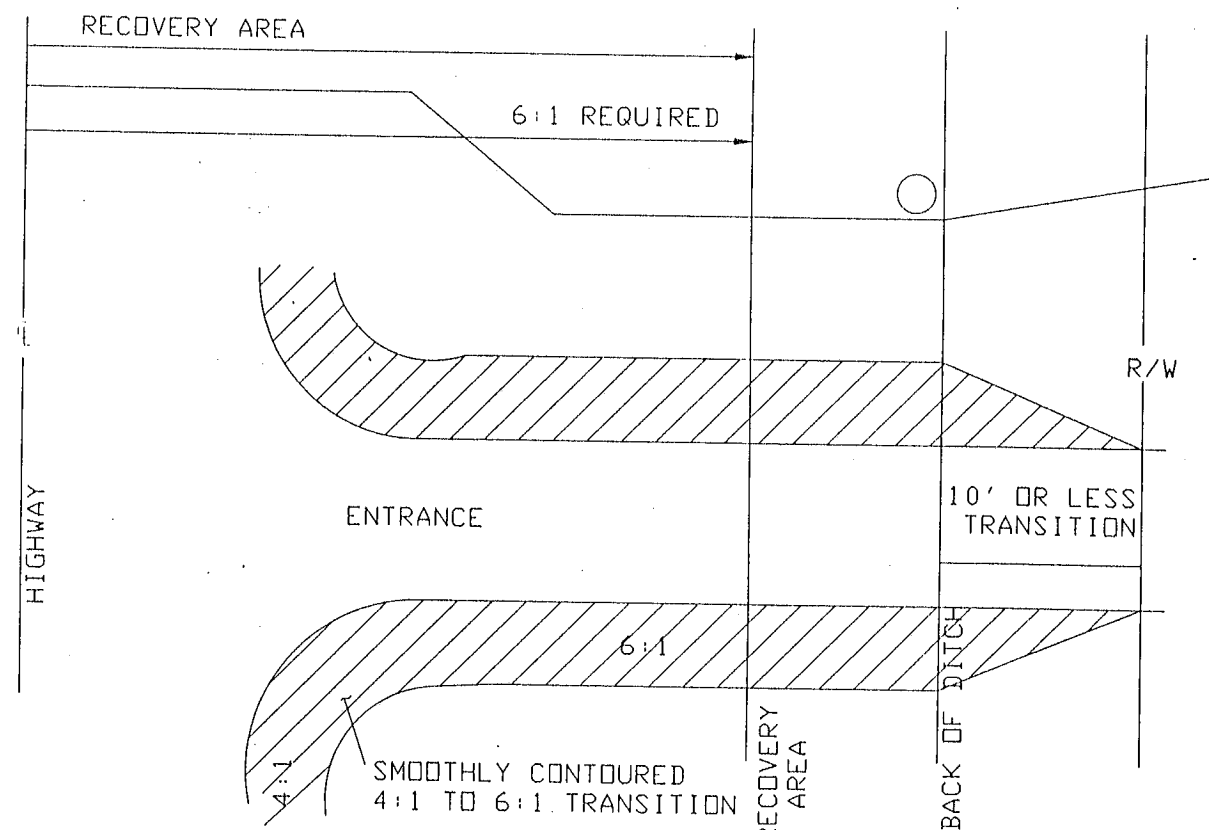 RECOVERY AREA
6:1 REQUIRED
R/W
HIGHWAY
ENTRANCE
10' OR LESS
TRANSITION
6:1
4:1
SMOOTHLY CONTOURED
4:1 TO 6:1 TRANSITION
RECOVERY
AREA
BACK OF DITCH